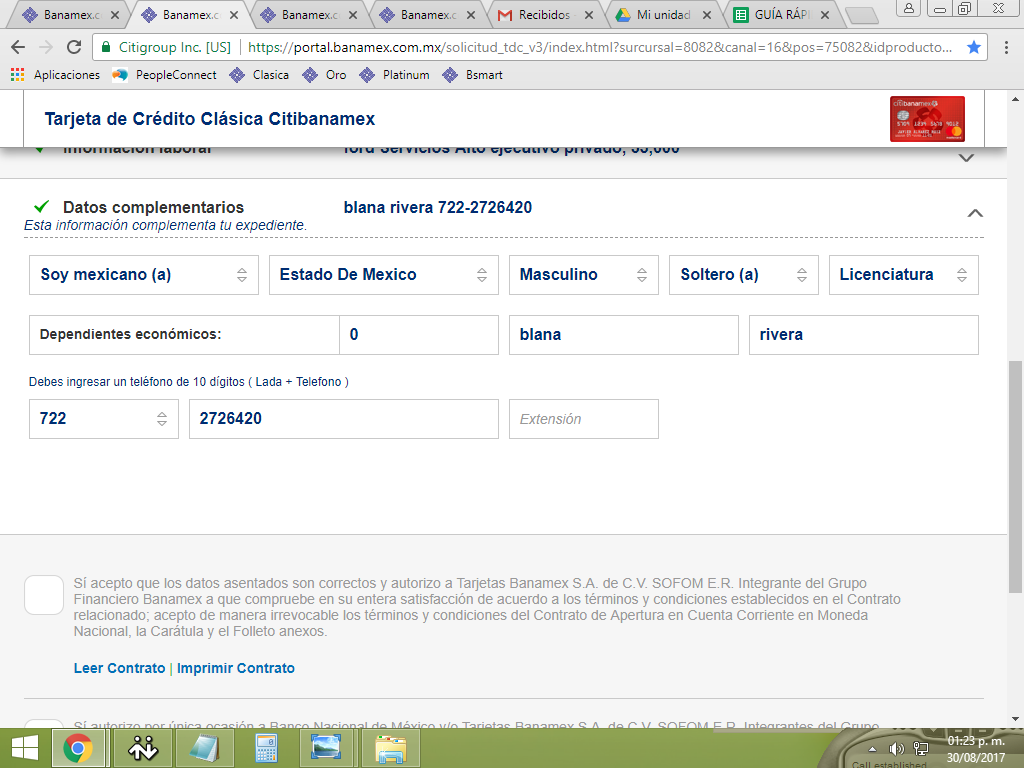 Banamex.c
Banamex.c
Banamex.c
Banamex.c
Recibidos
Mi unidad
GUÍA RÁPI
Citigroup Inc. [US]
https://portal.banamex.com.mx/solicitud_tdc_v3/index.html?sursursal=8082&canal=16&pos=75082&idproducto...
Aplicaciones
PeopleConnect
Clasica
Oro
Platinum
Bsmart
Tarjeta de Crédito Clásica Citibanamex
citibanamex
Información laboral
ford Servicios Alto ejecutivo privado, 35,000
Datos complementarios
blana rivera 722-2726420
Esta información complementa tu expediente.
Soy mexicano (a)
Estado De Mexico
Masculino
Soltero (a)
Licenciatura
Dependientes económicos:
0
blana
rivera
Debes ingresar un teléfono de 10 dígitos ( Lada + Telefono )
722
2726420
Extensión
Sí acepto que los datos asentados son correctos y autorizo a Tarjetas Banamex S.A. de C.V. SOFOM E.R. Integrante del Grupo
Financiero Banamex a que compruebe en su entera satisfacción de acuerdo a los términos y condiciones establecidos en el Contrato
relacionado; acepto de manera irrevocable los términos y condiciones del Contrato de Apertura en Cuenta Corriente en Moneda
Nacional, la Carátula y el Folleto anexos.
Leer Contrato | Imprimir Contrato
Sí autorizo por única ocasión a Banco Nacional de México y/o Tarjetas Banamex S.A. de C.V. SOFOM E.R. Integrantes del Grupo
01:23 p. m.
30/08/2017
Call established